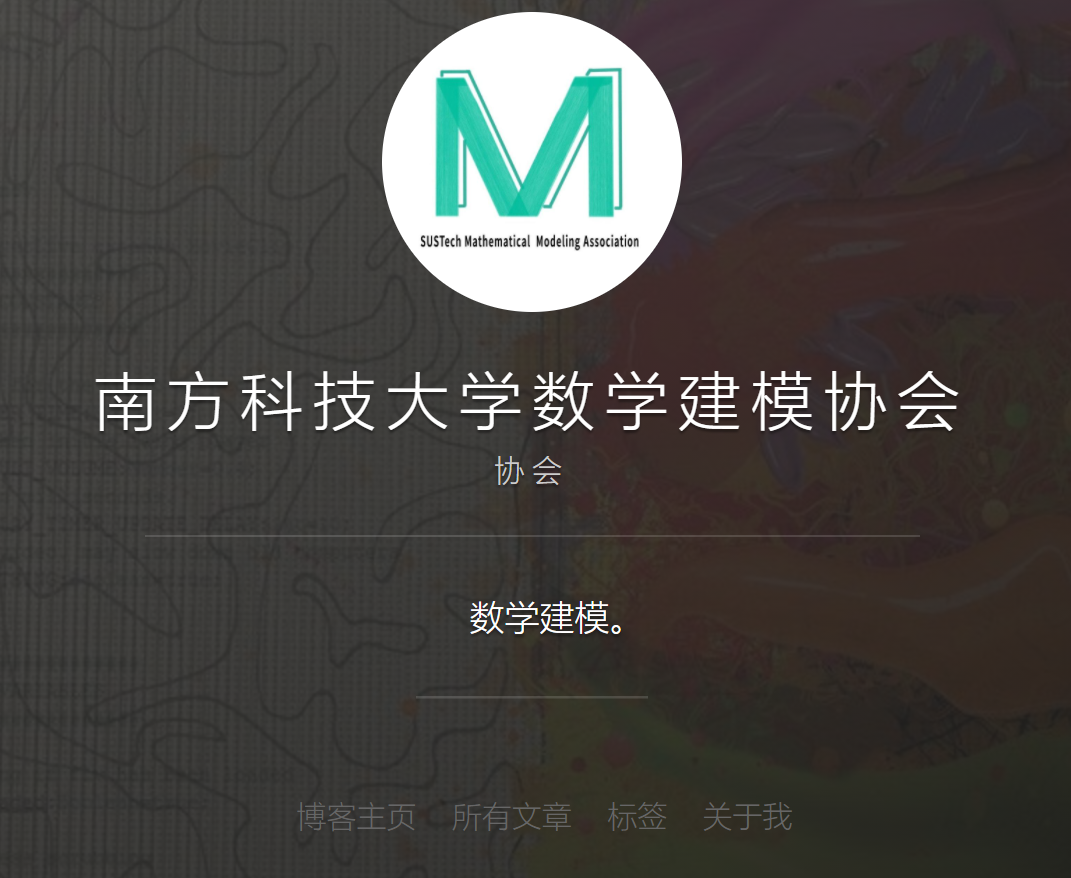 M
SUSTech Mathematical Modeling Association
南方科技大学数学建模协会
协会
数学建模。
博客主页 所有文章 标签 关于我